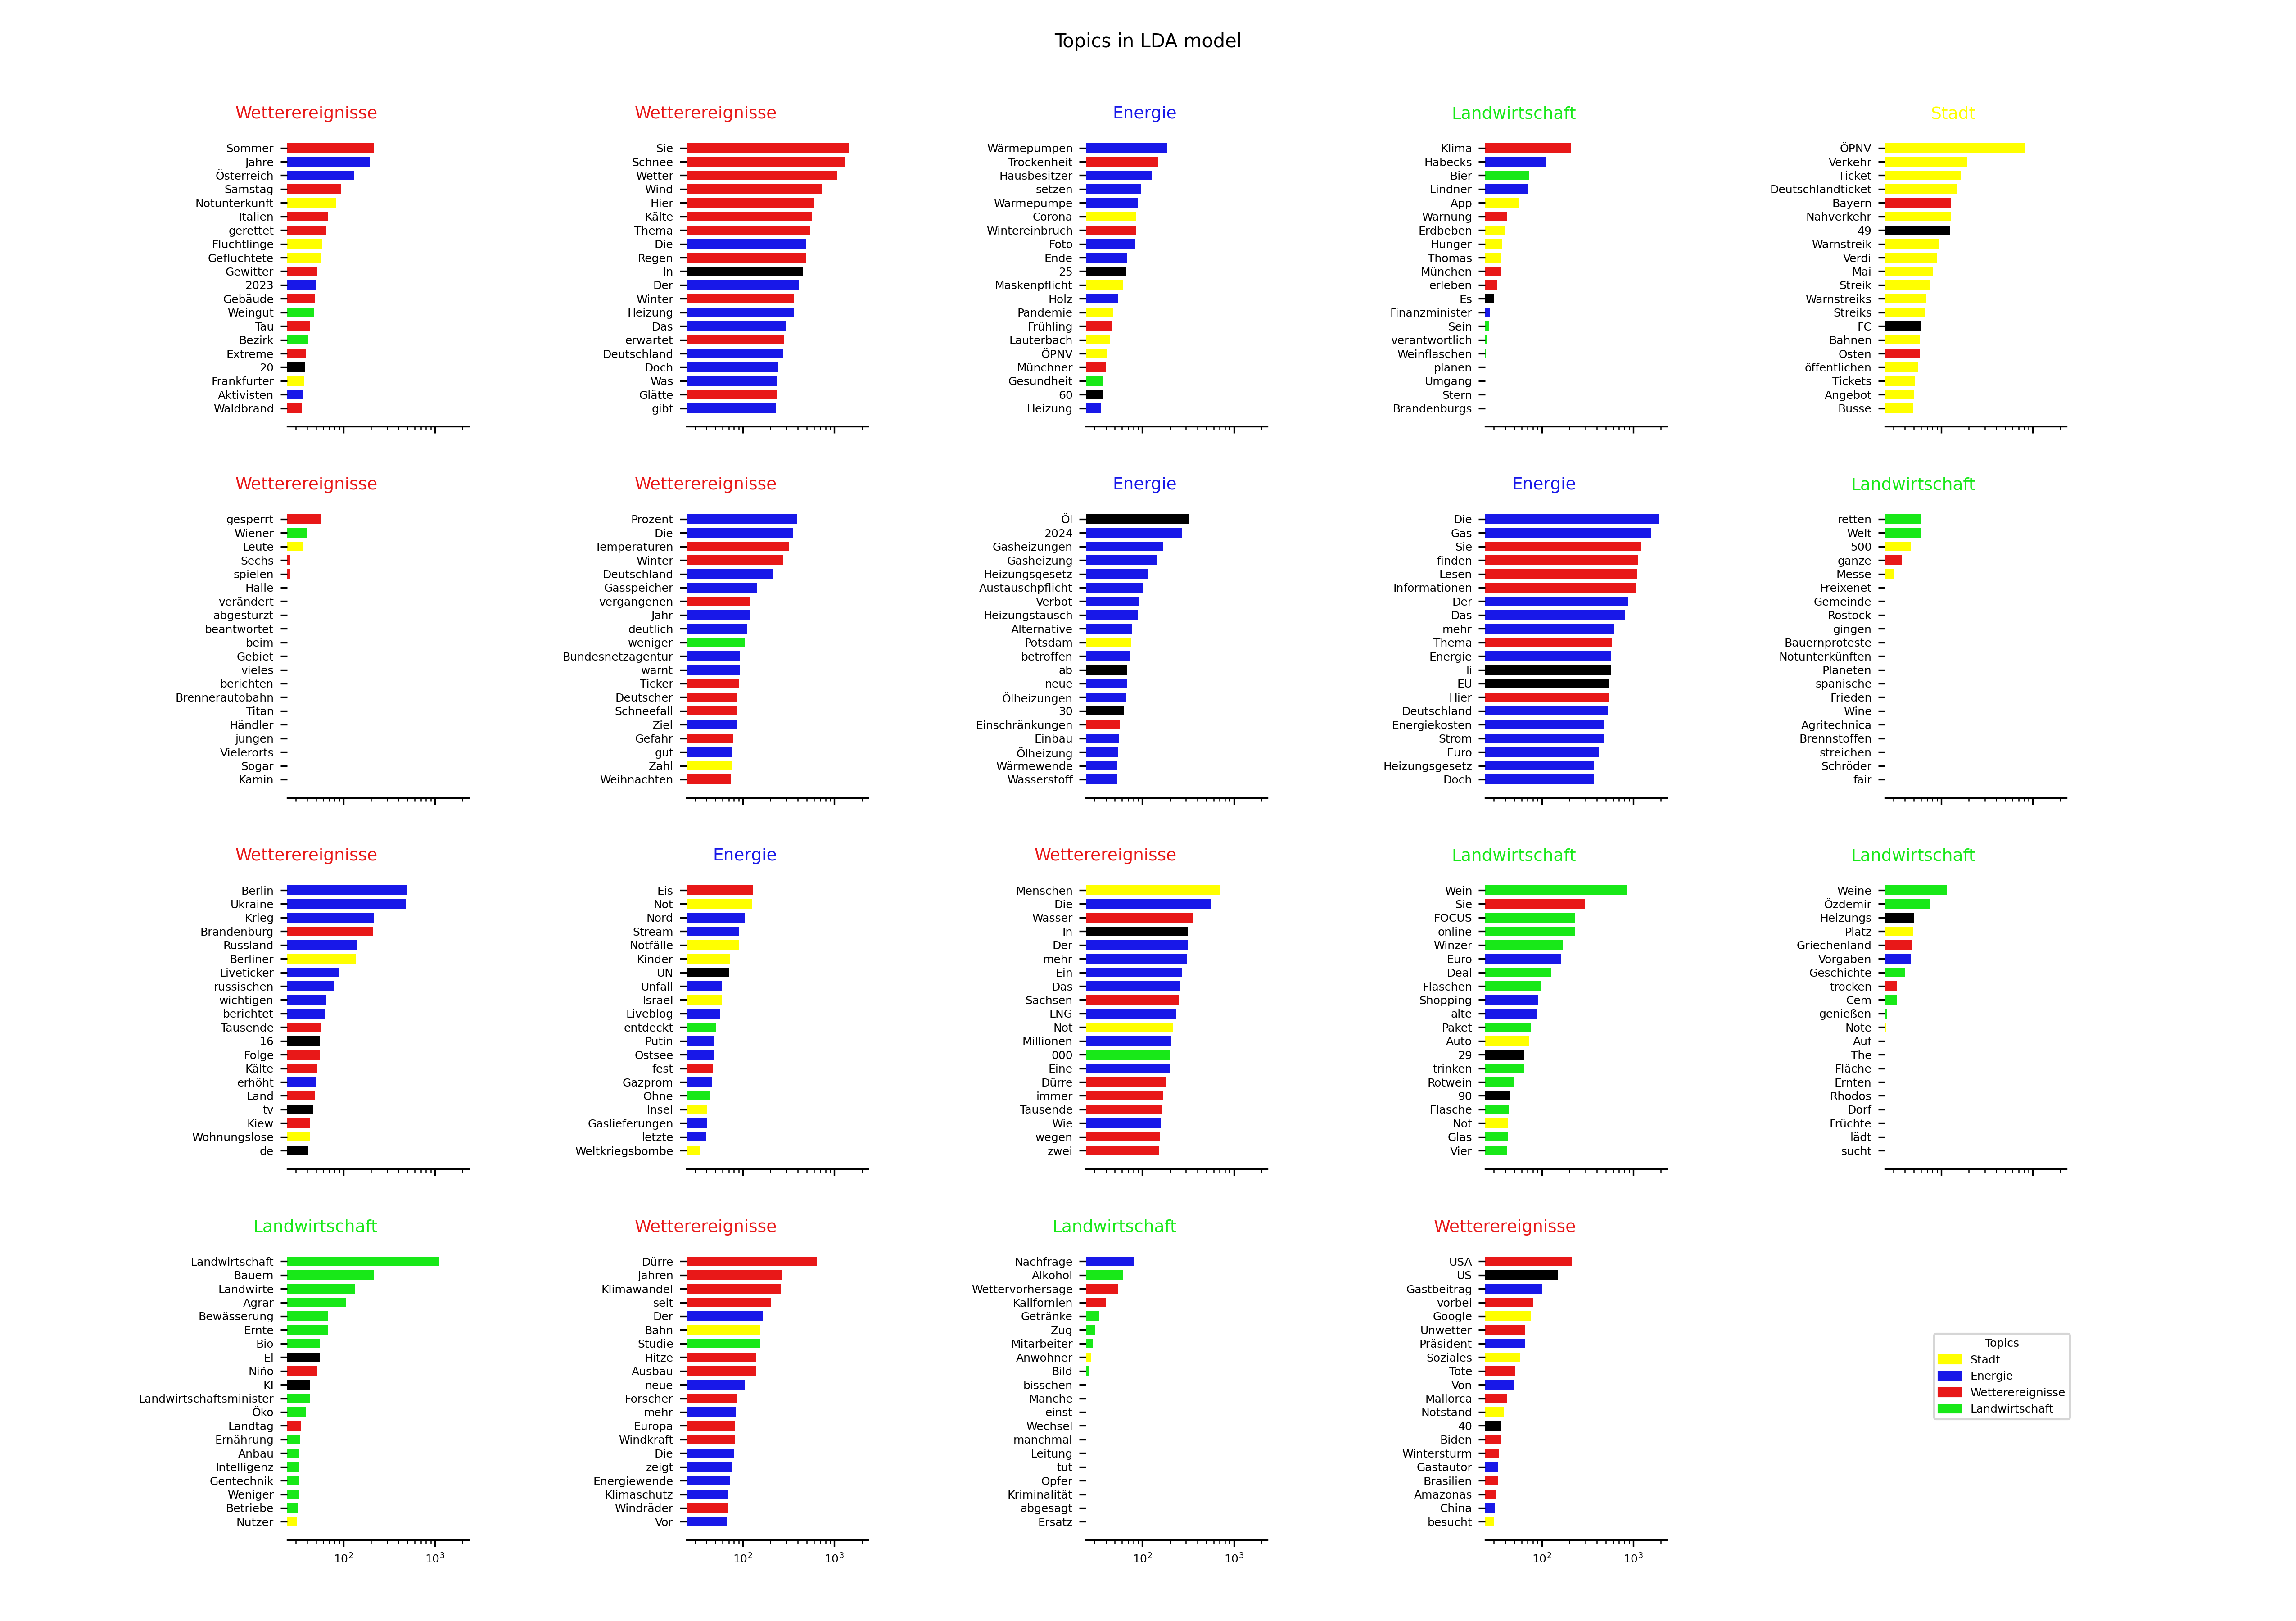 Topics in LDA model
Wetterereignisse
Sommer
Jahre
Österreich
Samstag
Notunterkunft
Italien
gerettet
Flüchtlinge
Geflüchtete
Gewitter
2023
Gebäude
Weingut
Tau
Bezirk
Extreme
20
Frankfurter
Aktivisten
Waldbrand
Wetterereignisse
Sie
Schnee
Wetter
Wind
Hier
Kälte
Thema
Die
Regen
In
Der
Winter
Heizung
Das
erwartet
Deutschland
Doch
Was
Glätte
gibt
Energie
Wärmepumpen
Trockenheit
Hausbesitzer
setzen
Wärmepumpe
Corona
Wintereinbruch
Foto
Ende
25
Maskenpflicht
Holz
Pandemie
Frühling
Lauterbach
ÖPNV
Münchner
Gesundheit
60
Heizung
Landwirtschaft
Klima
Habecks
Bier
Lindner
App
Warnung
Erdbeben
Hunger
Thomas
München
erleben
Es
Finanzminister
Sein
verantwortlich
Weinflaschen
planen
Umgang
Stern
Brandenburgs
Stadt
ÖPNV
Verkehr
Ticket
Deutschlandticket
Bayern
Nahverkehr
49
Warnstreik
Verdi
Mai
Streik
Warnstreiks
Streiks
FC
Bahnen
Osten
öffentlichen
Tickets
Angebot
Busse
Wetterereignisse
gesperrt
Wiener
Leute
Sechs
spielen
Halle
verändert
abgestürzt
beantwortet
beim
Gebiet
vieles
berichten
Brennerautobahn
Titan
Händler
jungen
Vielerorts
Sogar
Kamin
Wetterereignisse
Prozent
Die
Temperaturen
Winter
Deutschland
Gasspeicher
vergangenen
Jahr
deutlich
weniger
Bundesnetzagentur
warnt
Ticker
Deutscher
Schneefall
Ziel
Gefahr
gut
Zahl
Weihnachten
Energie
Öl
2024
Gasheizungen
Gasheizung
Heizungsgesetz
Austauschpflicht
Verbot
Heizungstausch
Alternative
Potsdam
betroffen
ab
neue
Ölheizungen
30
Einschränkungen
Einbau
Ölheizung
Wärmewende
Wasserstoff
Energie
Die
Gas
Sie
finden
Lesen
Informationen
Der
Das
mehr
Thema
Energie
li
EU
Hier
Deutschland
Energiekosten
Strom
Euro
Heizungsgesetz
Doch
Landwirtschaft
retten
Welt
500
ganze
Messe
Freixenet
Gemeinde
Rostock
gingen
Bauernproteste
Notunterkünften
Planeten
spanische
Frieden
Wine
Agritechnica
Brennstoffen
streichen
Schröder
fair
Wetterereignisse
Berlin
Ukraine
Krieg
Brandenburg
Russland
Berliner
Liveticker
russischen
wichtigen
berichtet
Tausende
16
Folge
Kälte
erhöht
Land
tv
Kiew
Wohnungslose
de
Energie
Eis
Not
Nord
Stream
Notfälle
Kinder
UN
Unfall
Israel
Liveblog
entdeckt
Putin
Ostsee
fest
Gazprom
Ohne
Insel
Gaslieferungen
letzte
Weltkriegsbombe
Wetterereignisse
Menschen
Die
Wasser
In
Der
mehr
Ein
Das
Sachsen
LNG
Not
Millionen
000
Eine
Dürre
immer
Tausende
Wie
wegen
zwei
Landwirtschaft
Wein
Sie
FOCUS
online
Winzer
Euro
Deal
Flaschen
Shopping
alte
Paket
Auto
29
trinken
Rotwein
90
Flasche
Not
Glas
Vier
Landwirtschaft
Weine
Özdemir
Heizungs
Platz
Griechenland
Vorgaben
Geschichte
trocken
Cem
genießen
Note
Auf
The
Fläche
Ernten
Rhodos
Dorf
Früchte
lädt
sucht
Landwirtschaft
Landwirtschaft
Bauern
Landwirte
Agrar
Bewässerung
Ernte
Bio
El
Niño
KI
Landwirtschaftsminister
Öko
Landtag
Ernährung
Anbau
Intelligenz
Gentechnik
Weniger
Betriebe
Nutzer
10²
10³
Wetterereignisse
Dürre
Jahren
Klimawandel
seit
Der
Bahn
Studie
Hitze
Ausbau
neue
Forscher
mehr
Europa
Windkraft
Die
zeigt
Energiewende
Klimaschutz
Windräder
Vor
10²
10³
Landwirtschaft
Nachfrage
Alkohol
Wettervorhersage
Kalifornien
Getränke
Zug
Mitarbeiter
Anwohner
Bild
bisschen
Manche
einst
Wechsel
manchmal
Leitung
tut
Opfer
Kriminalität
abgesagt
Ersatz
10²
10³
Wetterereignisse
USA
US
Gastbeitrag
vorbei
Google
Unwetter
Präsident
Soziales
Tote
Von
Mallorca
Notstand
40
Biden
Wintersturm
Gastautor
Brasilien
Amazonas
China
besucht
10²
10³
Topics
Stadt
Energie
Wetterereignisse
Landwirtschaft